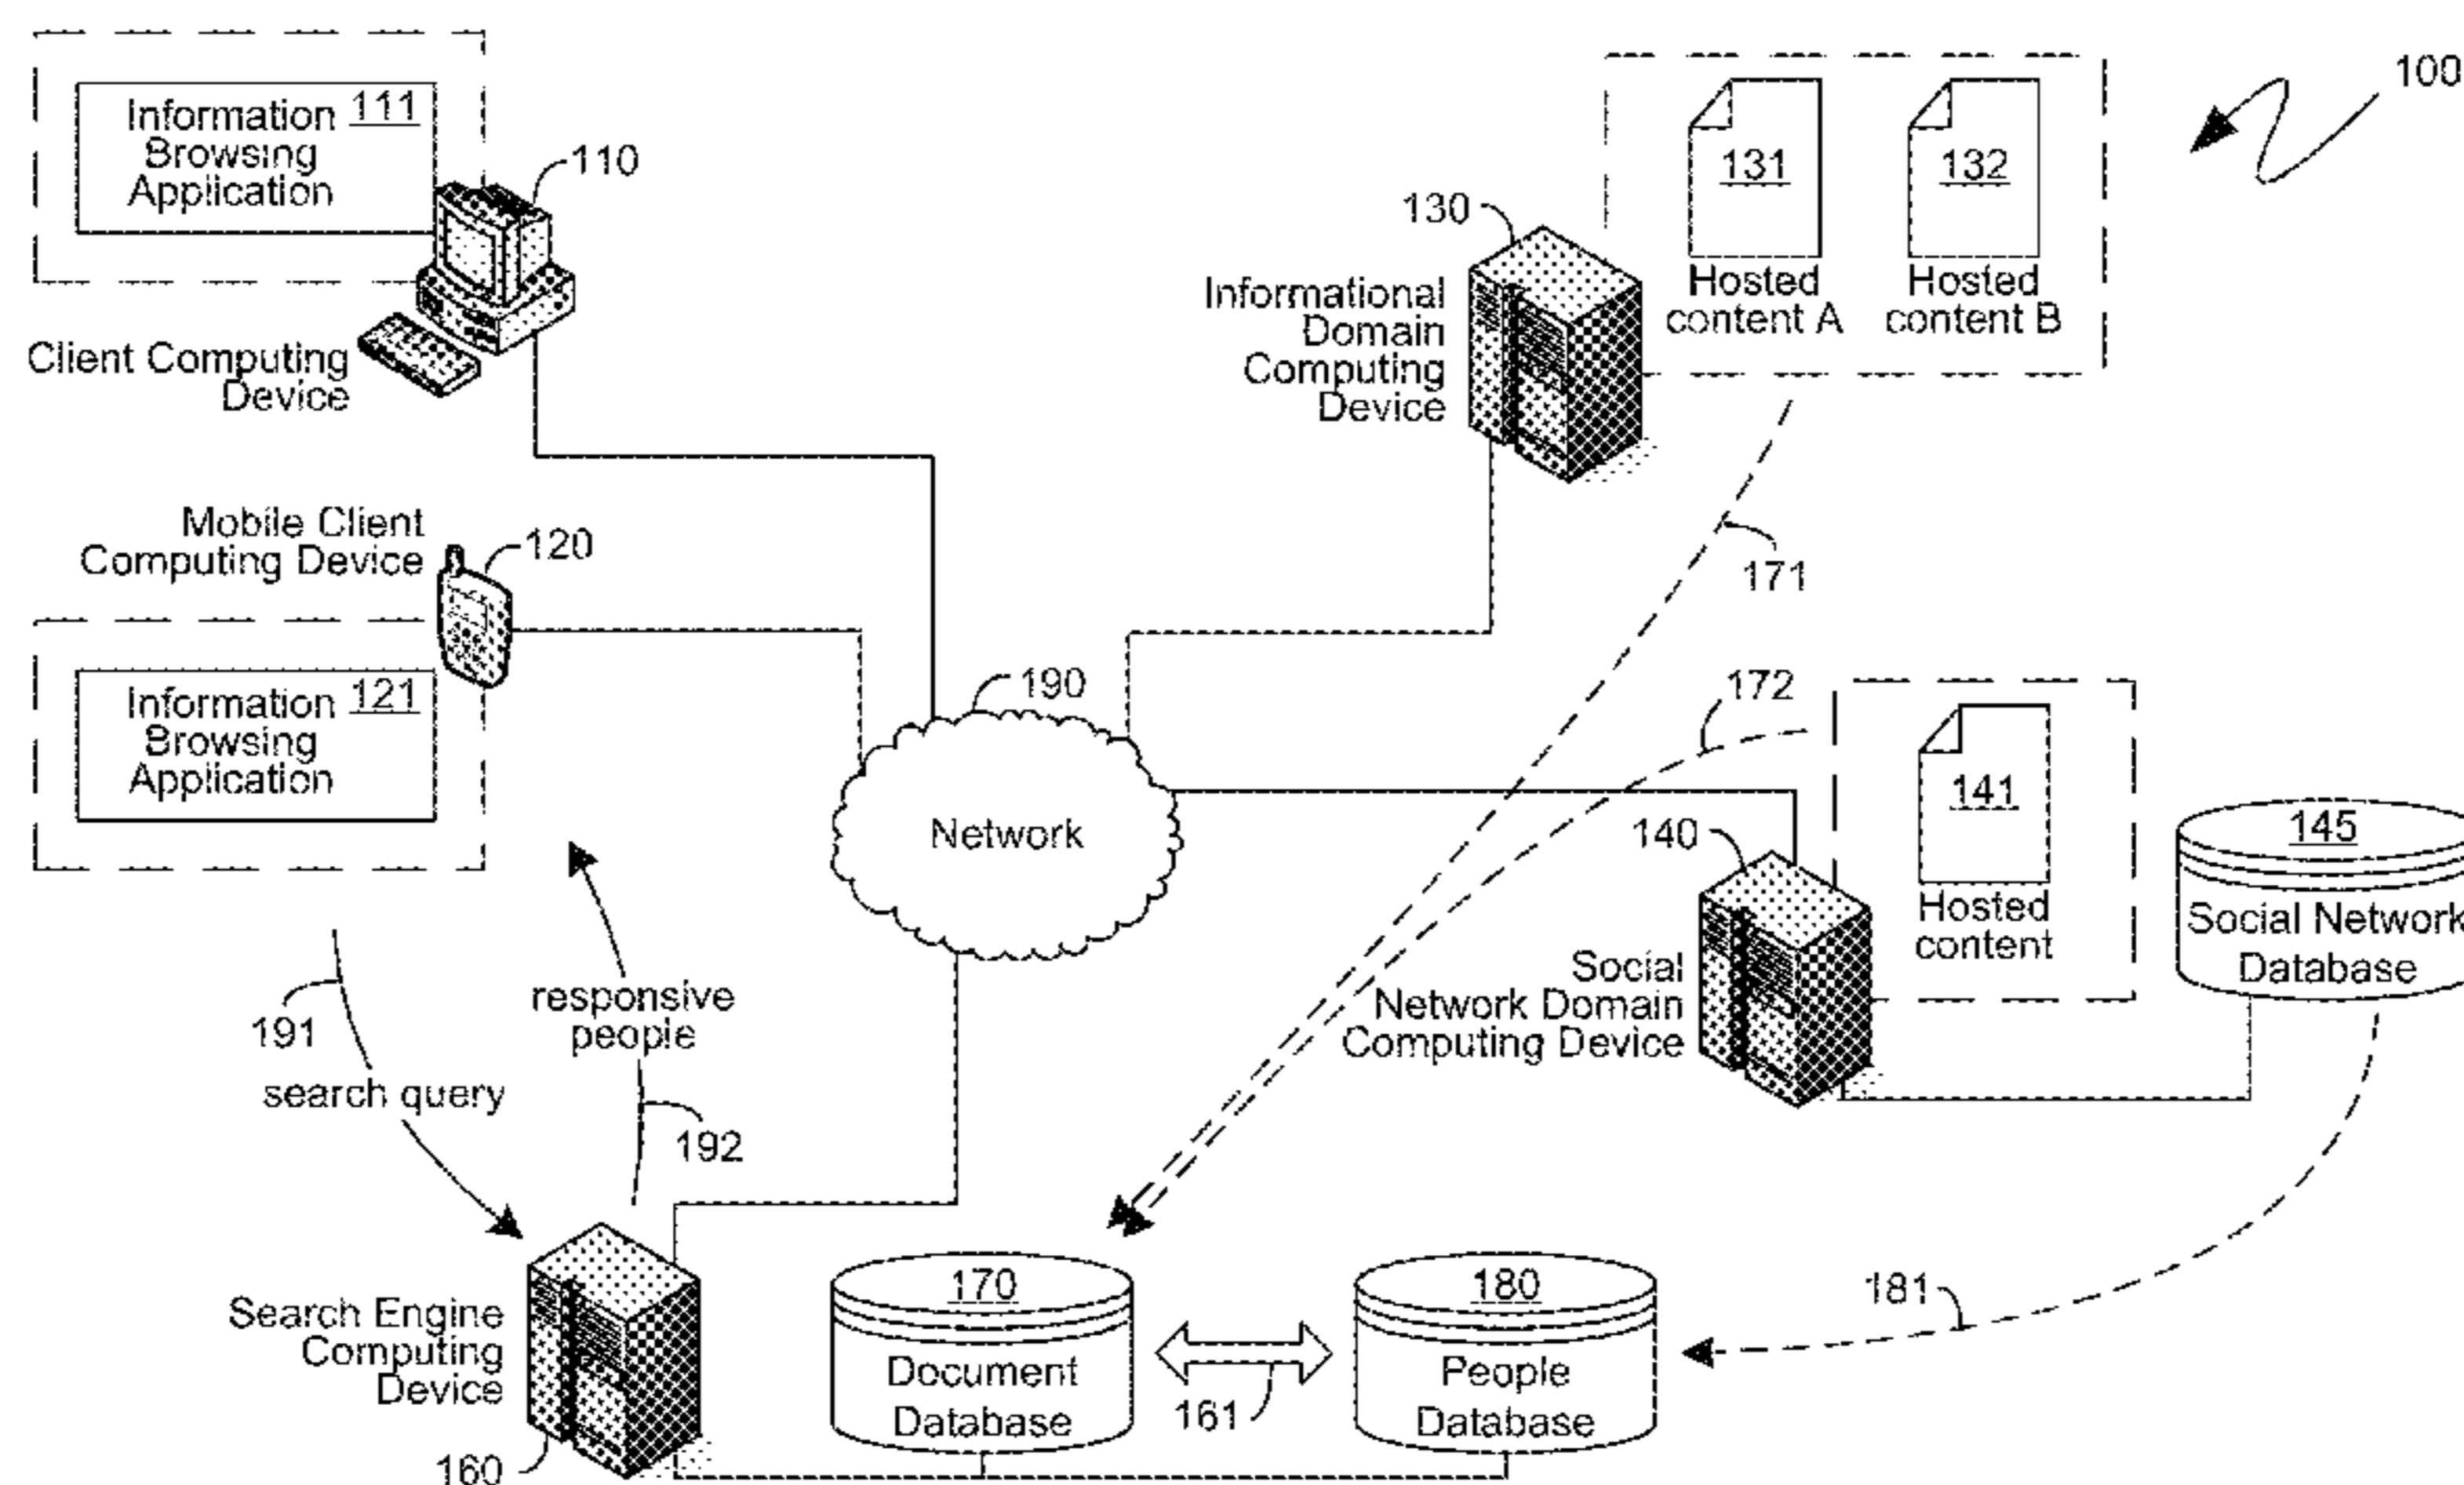 100
Information 111
Browsing
Application
110
Client Computing
Device
131
132
Hosted
content A
Hosted
content B
130
Informational
Domain
Computing
Device
171
Mobile Client
Computing Device
120
Information 121
Browsing
Application
190
Network
172
141
Hosted
content
145
Social Network
Database
140
Social
Network Domain
Computing Device
191
search query
responsive
people
192
181
Search Engine
Computing
Device
160
170
Document
Database
161
180
People
Database